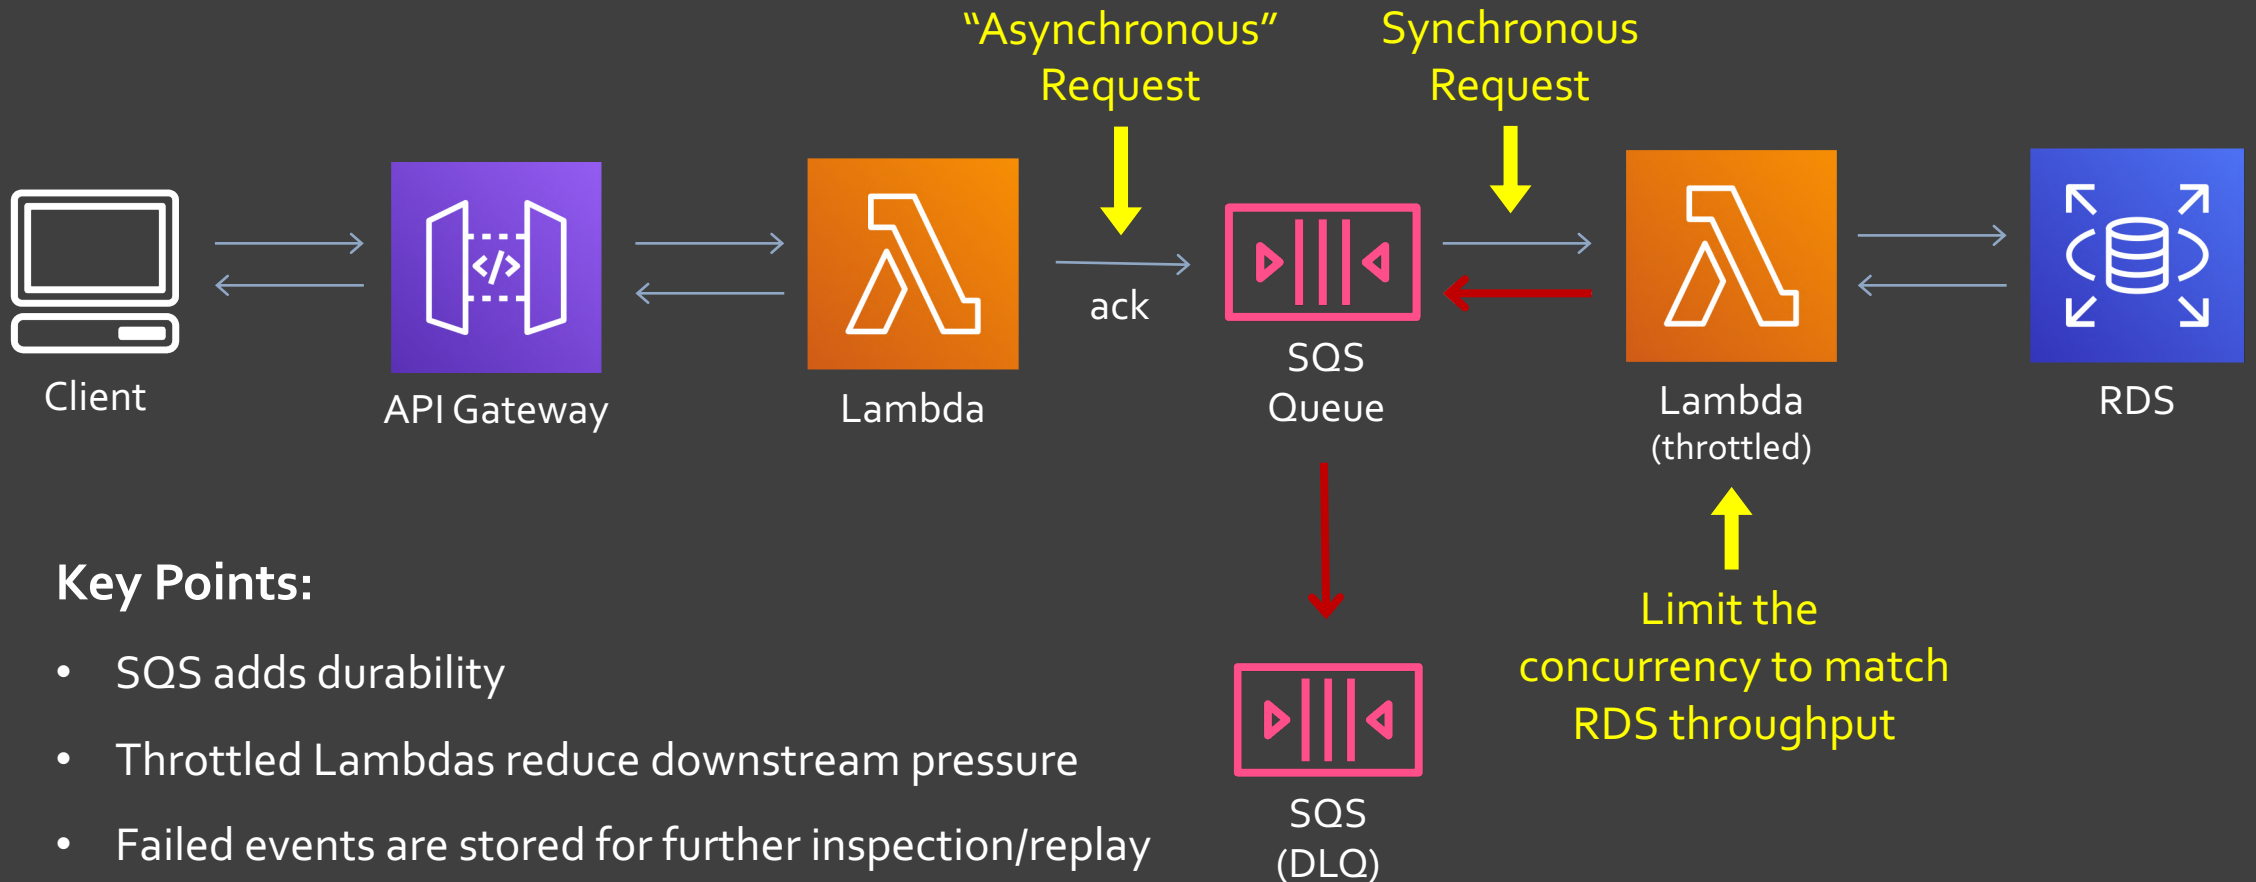 “Asynchronous”
Request
Synchronous
Request
</>
ack
Client
API Gateway
Lambda
SQS
Queue
Lambda
(throttled)
RDS
Key Points:
• SQS adds durability
• Throttled Lambdas reduce downstream pressure
• Failed events are stored for further inspection/replay
SQS
(DLQ)
Limit the
concurrency to match
RDS throughput